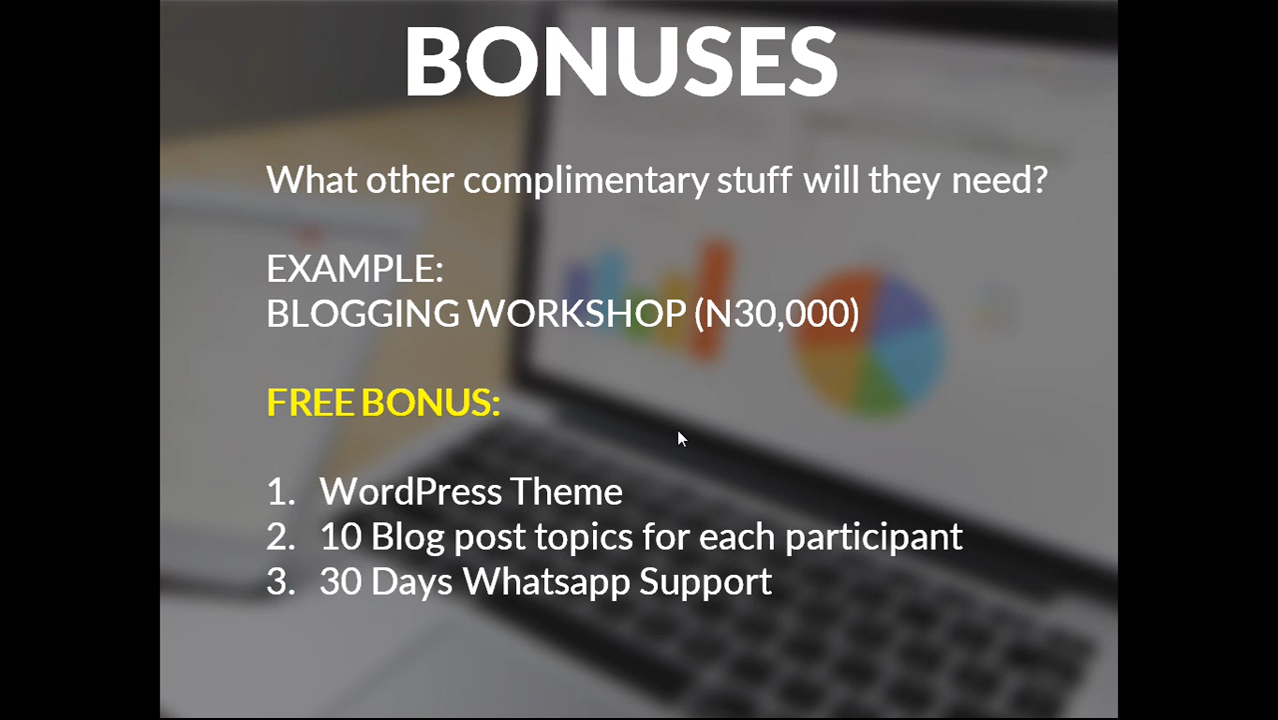 BONUSES
What other complimentary stuff will they need?
EXAMPLE:
BLOGGING WORKSHOP (N30,000)
FREE BONUS:
1. WordPress Theme
2. 10 Blog post topics for each participant
3. 30 Days Whatsapp Support